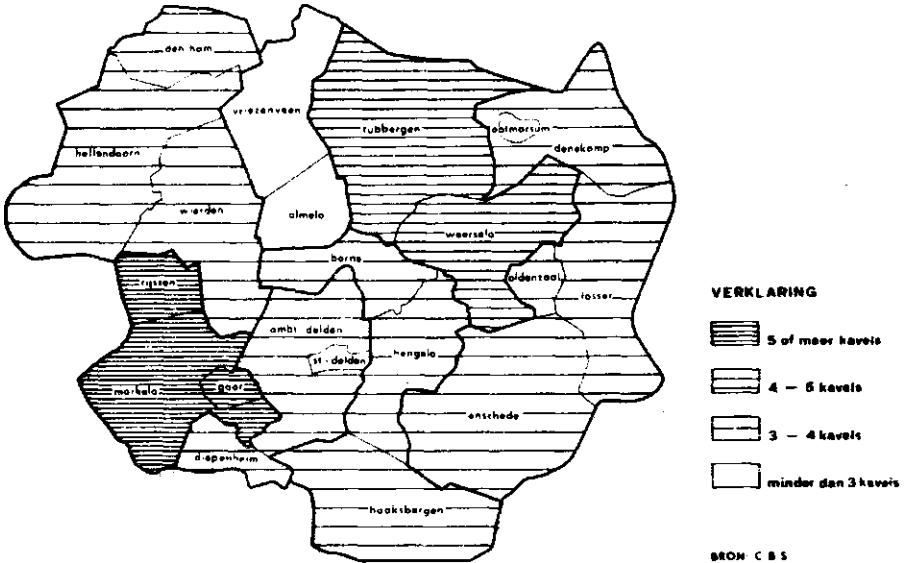 den ham
vriezenveen
tubbergen
ootmarsum
denekamp
hellendoorn
wierden
almelo
weerselo
borne
oldenzaal
rijssen
losser
ambt delden
st. delden
hengelo
goor
markelo
enschede
diepenheim
haaksbergen
VERKLARING
5 of meer kavels
4 – 5 kavels
3 – 4 kavels
minder dan 3 kavels
BRON: C B S